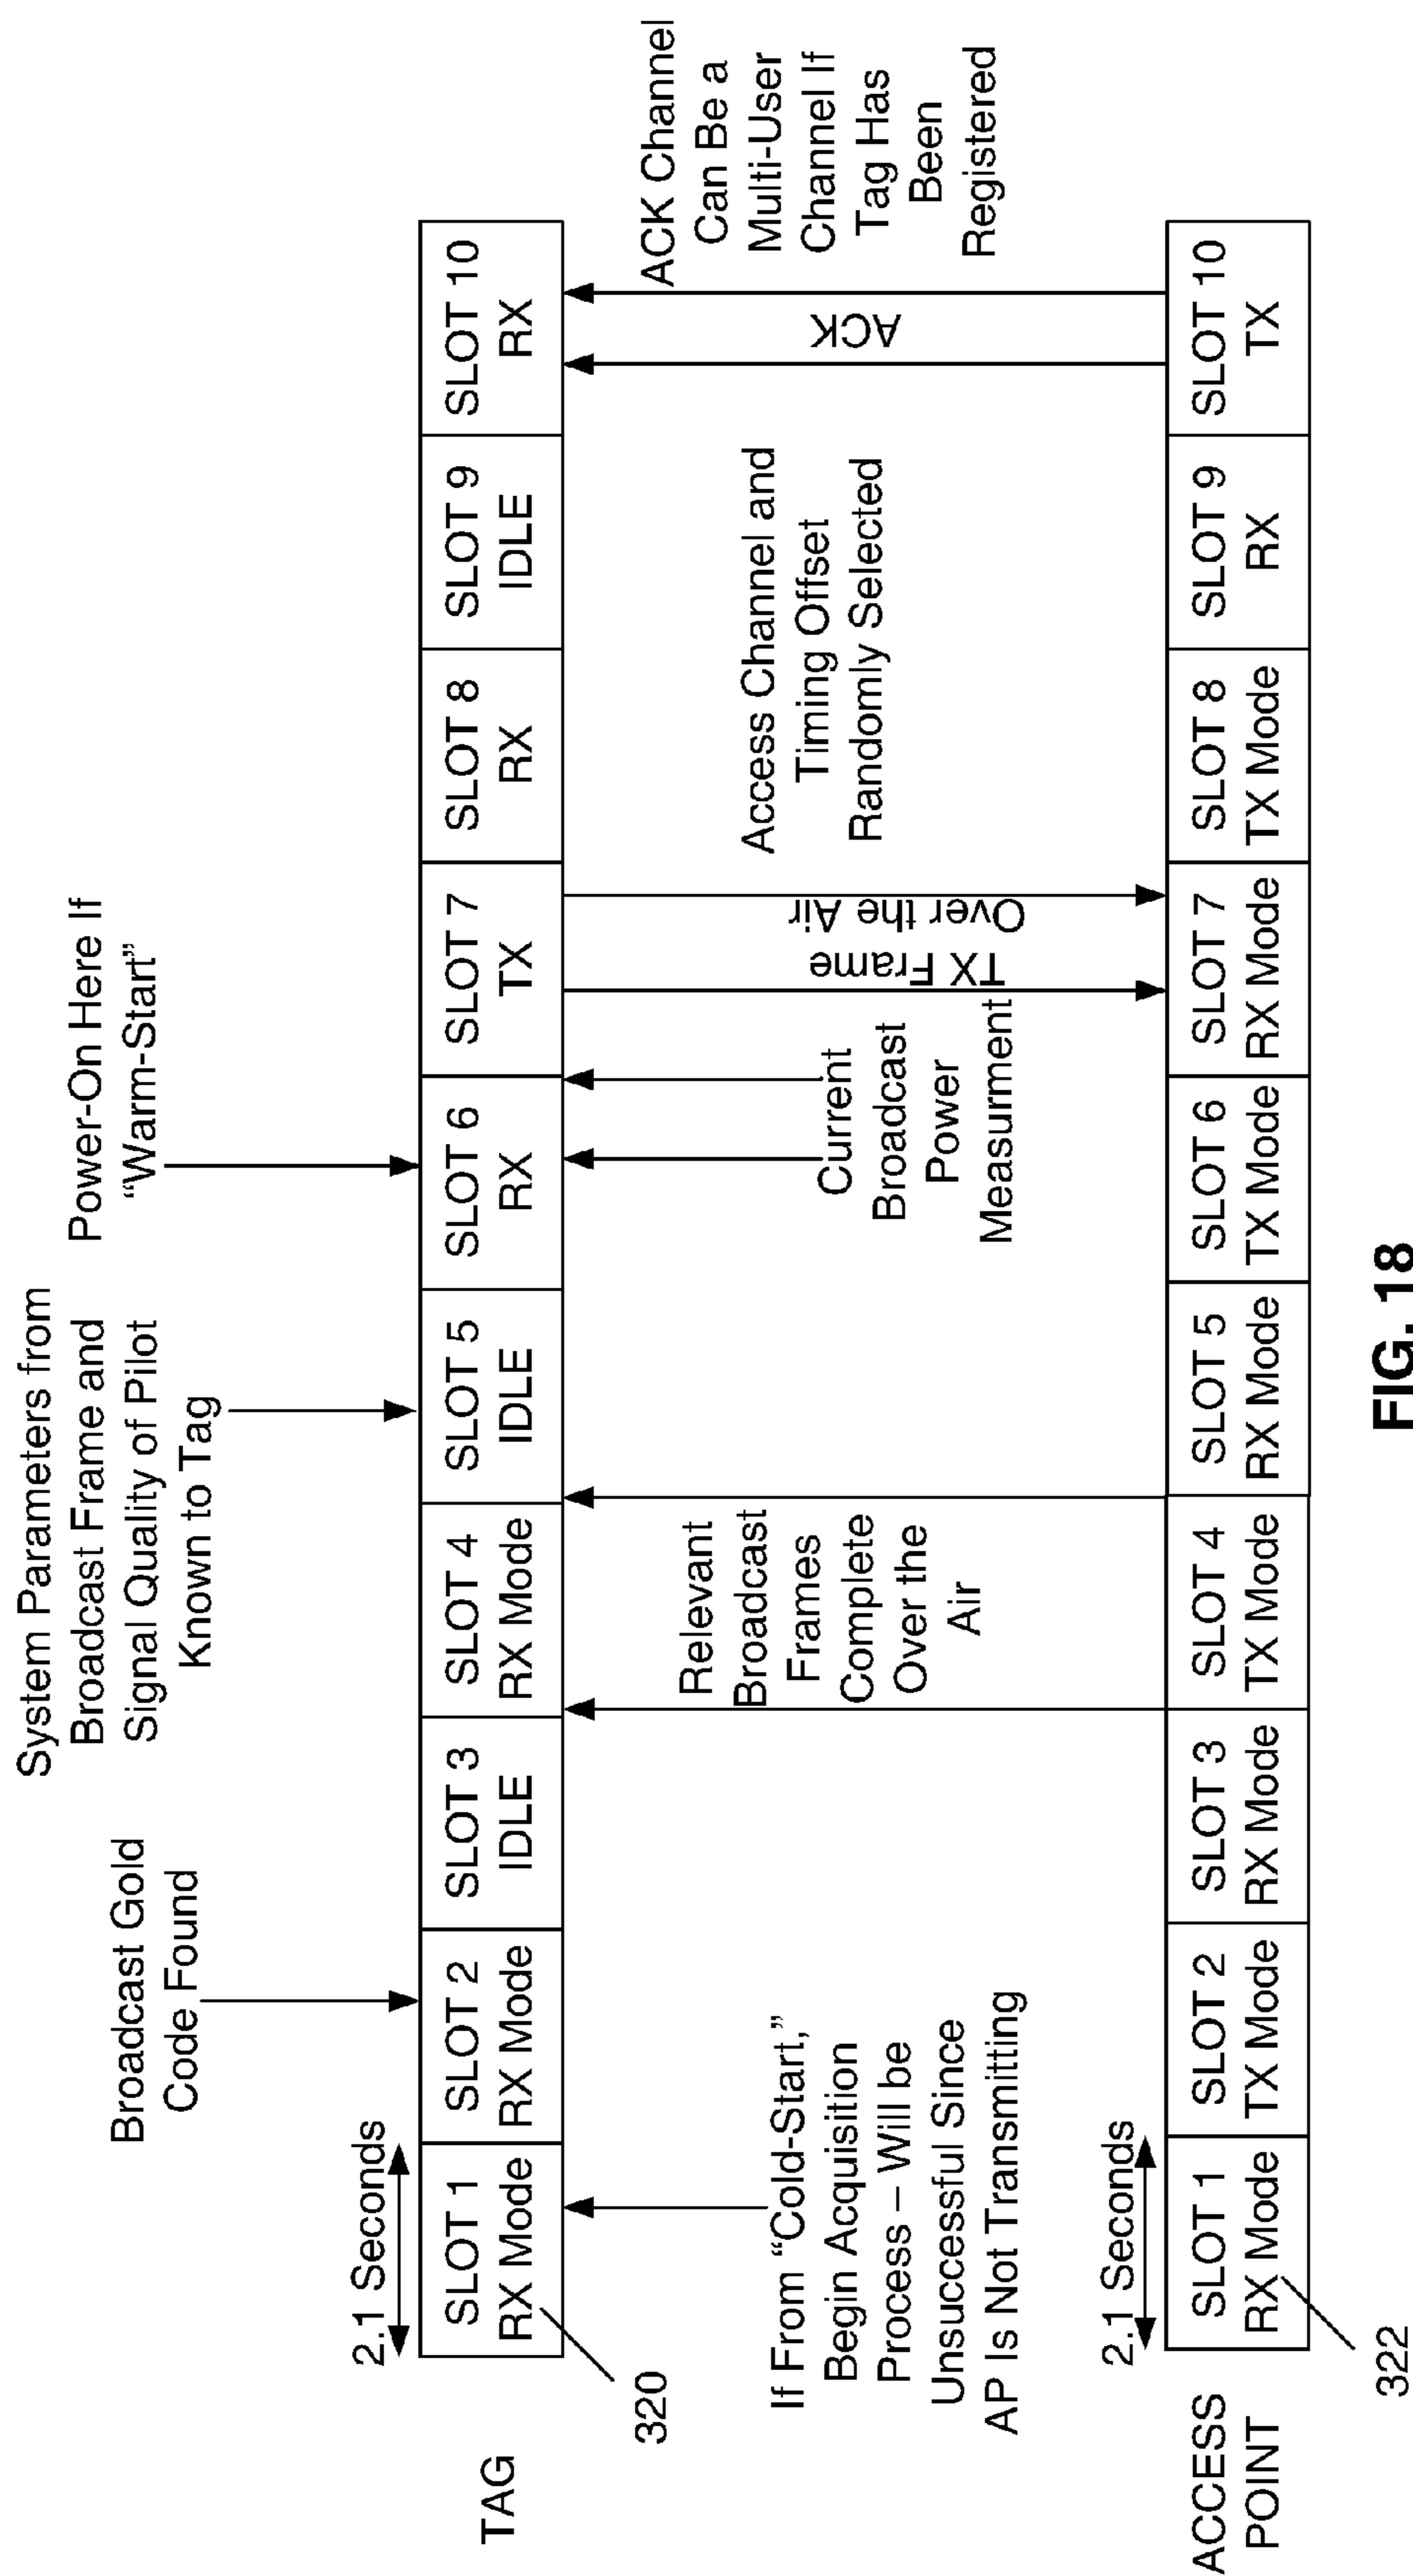 System Parameters from
Broadcast Frame and
Signal Quality of Pilot
Known to Tag
Broadcast Gold
Code Found
Power-On Here If
“Warm-Start”
2.1 Seconds
TAG
SLOT 1
RX Mode
SLOT 2
RX Mode
SLOT 3
IDLE
SLOT 4
RX Mode
SLOT 5
IDLE
SLOT 6
RX
SLOT 7
TX
SLOT 8
RX
SLOT 9
IDLE
SLOT 10
RX
320
If From “Cold-Start,”
Begin Acquisition
Process – Will be
Unsuccessful Since
AP Is Not Transmitting
Relevant
Broadcast
Frames
Complete
Over the
Air
Current
Broadcast
Power
Measurment
TX Frame
Over the Air
Access Channel and
Timing Offset
Randomly Selected
ACK
ACK Channel
Can Be a
Multi-User
Channel If
Tag Has
Been
Registered
2.1 Seconds
ACCESS
POINT
SLOT 1
RX Mode
SLOT 2
TX Mode
SLOT 3
RX Mode
SLOT 4
TX Mode
SLOT 5
RX Mode
SLOT 6
TX Mode
SLOT 7
RX Mode
SLOT 8
TX Mode
SLOT 9
RX
SLOT 10
TX
322
FIG. 18